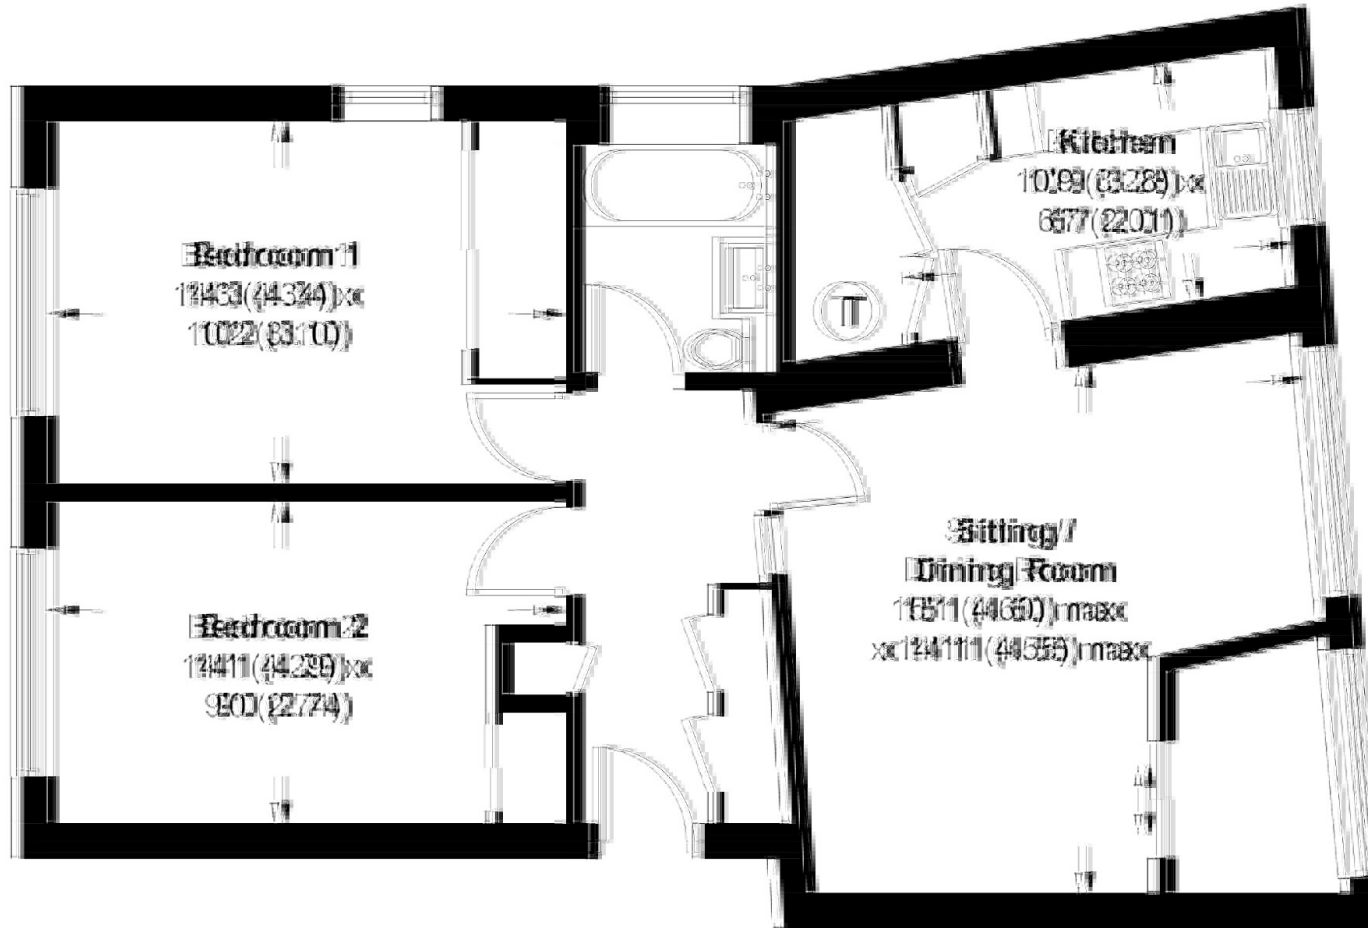 Kitchen
10'9 (3.28) x
6'7 (2.01)
Bedroom 1
14'3 (4.34) x
10'2 (3.10)
T
Sitting /
Dining Room
15'1 (4.60) max
x 14'11 (4.55) max
Bedroom 2
14'1 (4.29) x
9'0 (2.74)